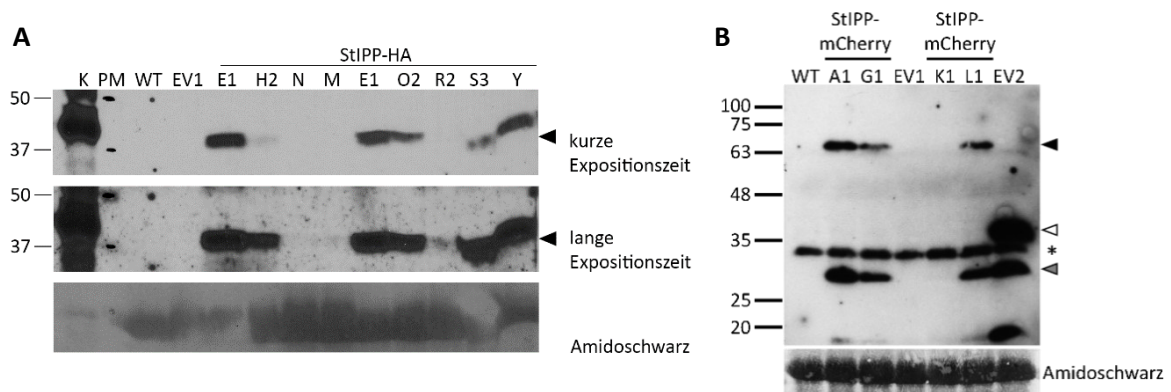 A
StIPP-HA
K PM WT EV1 E1 H2 N M E1 O2 R2 S3 Y
50
37
kurze
Expositionszeit
50
37
lange
Expositionszeit
Amidoschwarz
B
StIPP-
mCherry
StIPP-
mCherry
WT A1 G1 EV1 K1 L1 EV2
100
75
63
48
35
*
25
20
Amidoschwarz